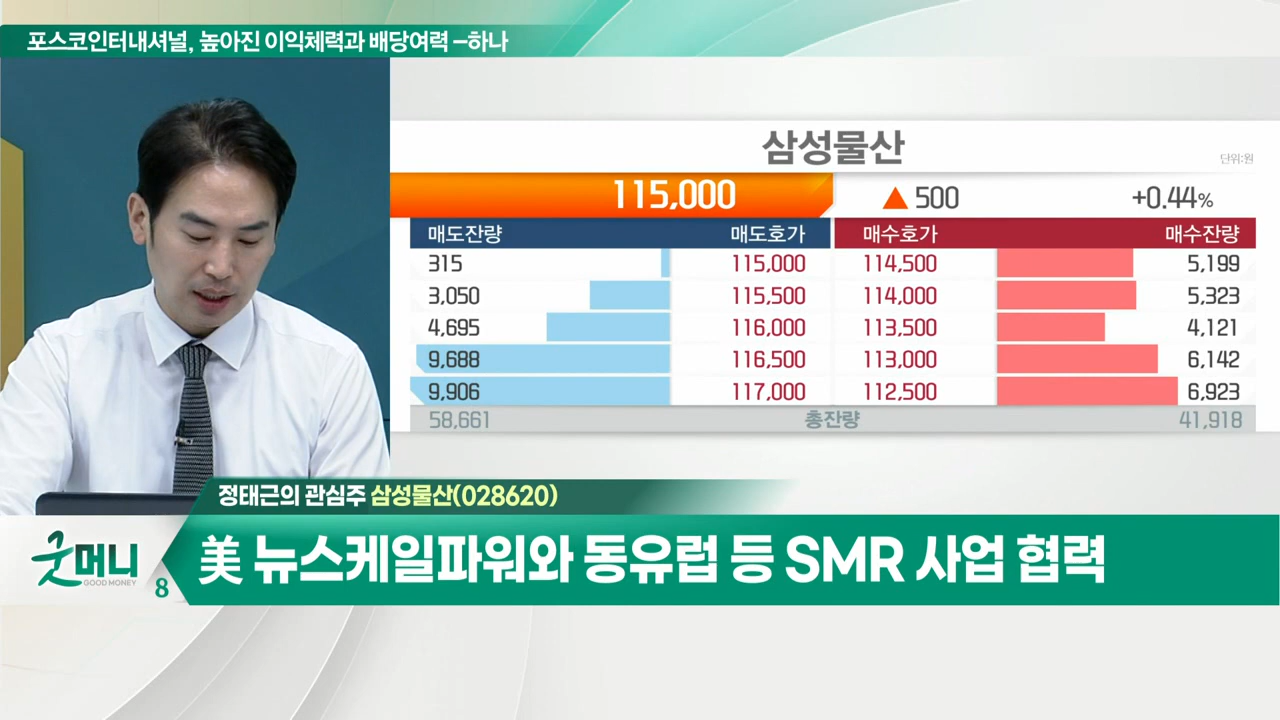 포스코인터내셔널, 높아진 이익체력과 배당여력 –하나
삼성물산
단위:원
115,000 ▲ 500 +0.44%
매도잔량 매도호가 매수호가 매수잔량
315 115,000 114,500 5,199
3,050 115,500 114,000 5,323
4,695 116,000 113,500 4,121
9,688 116,500 113,000 6,142
9,906 117,000 112,500 6,923
58,661 총잔량 41,918
정태근의 관심주 삼성물산(028620)
굿머니
GOOD MONEY
8
美 뉴스케일파워와 동유럽 등 SMR 사업 협력